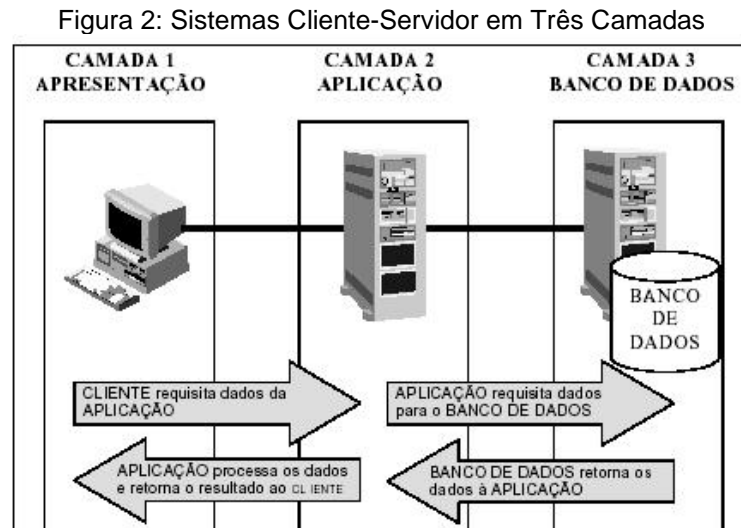 Figura 2: Sistemas Cliente-Servidor em Três Camadas
CAMADA 1
APRESENTAÇÃO
CAMADA 2
APLICAÇÃO
CAMADA 3
BANCO DE DADOS
BANCO
DE
DADOS
CLIENTE requisita dados da
APLICAÇÃO
APLICAÇÃO requisita dados
para o BANCO DE DADOS
APLICAÇÃO processa os dados
e retorna o resultado ao CLIENTE
BANCO DE DADOS retorna os
dados à APLICAÇÃO